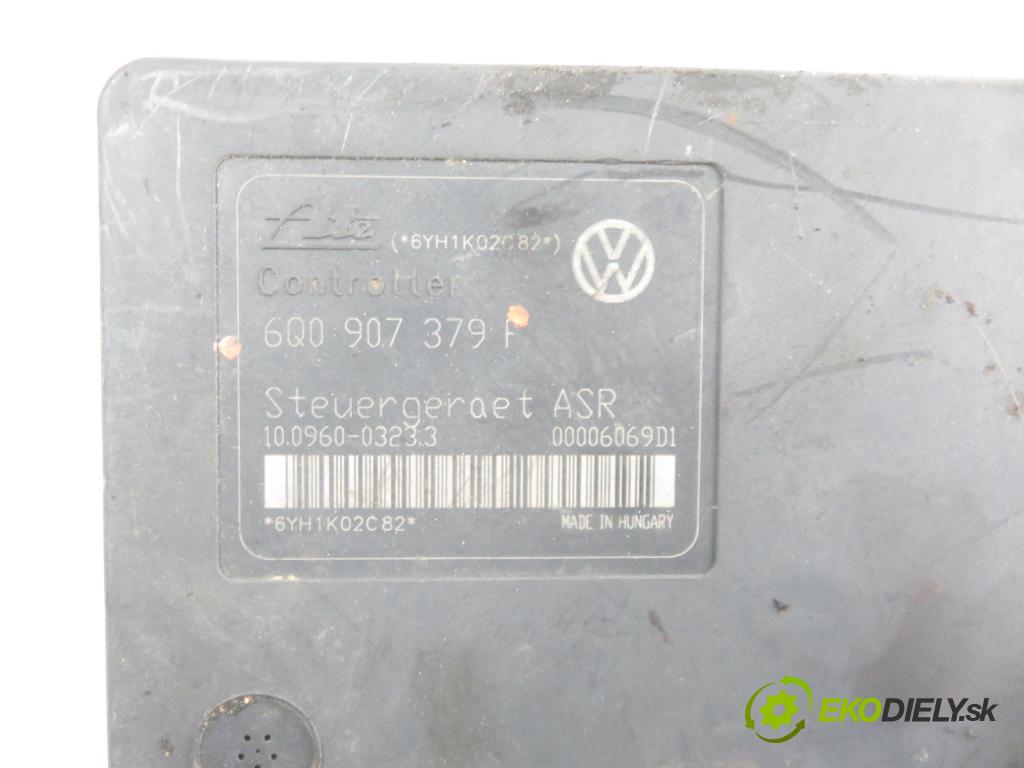 Ate (*6YH1K02C82*)
Controller
6Q0 907 379 F
Steuergeraet ASR
10.0960-0323.3 00006069D1
*6YH1K02C82* MADE IN HUNGARY
EKODIELY.sk